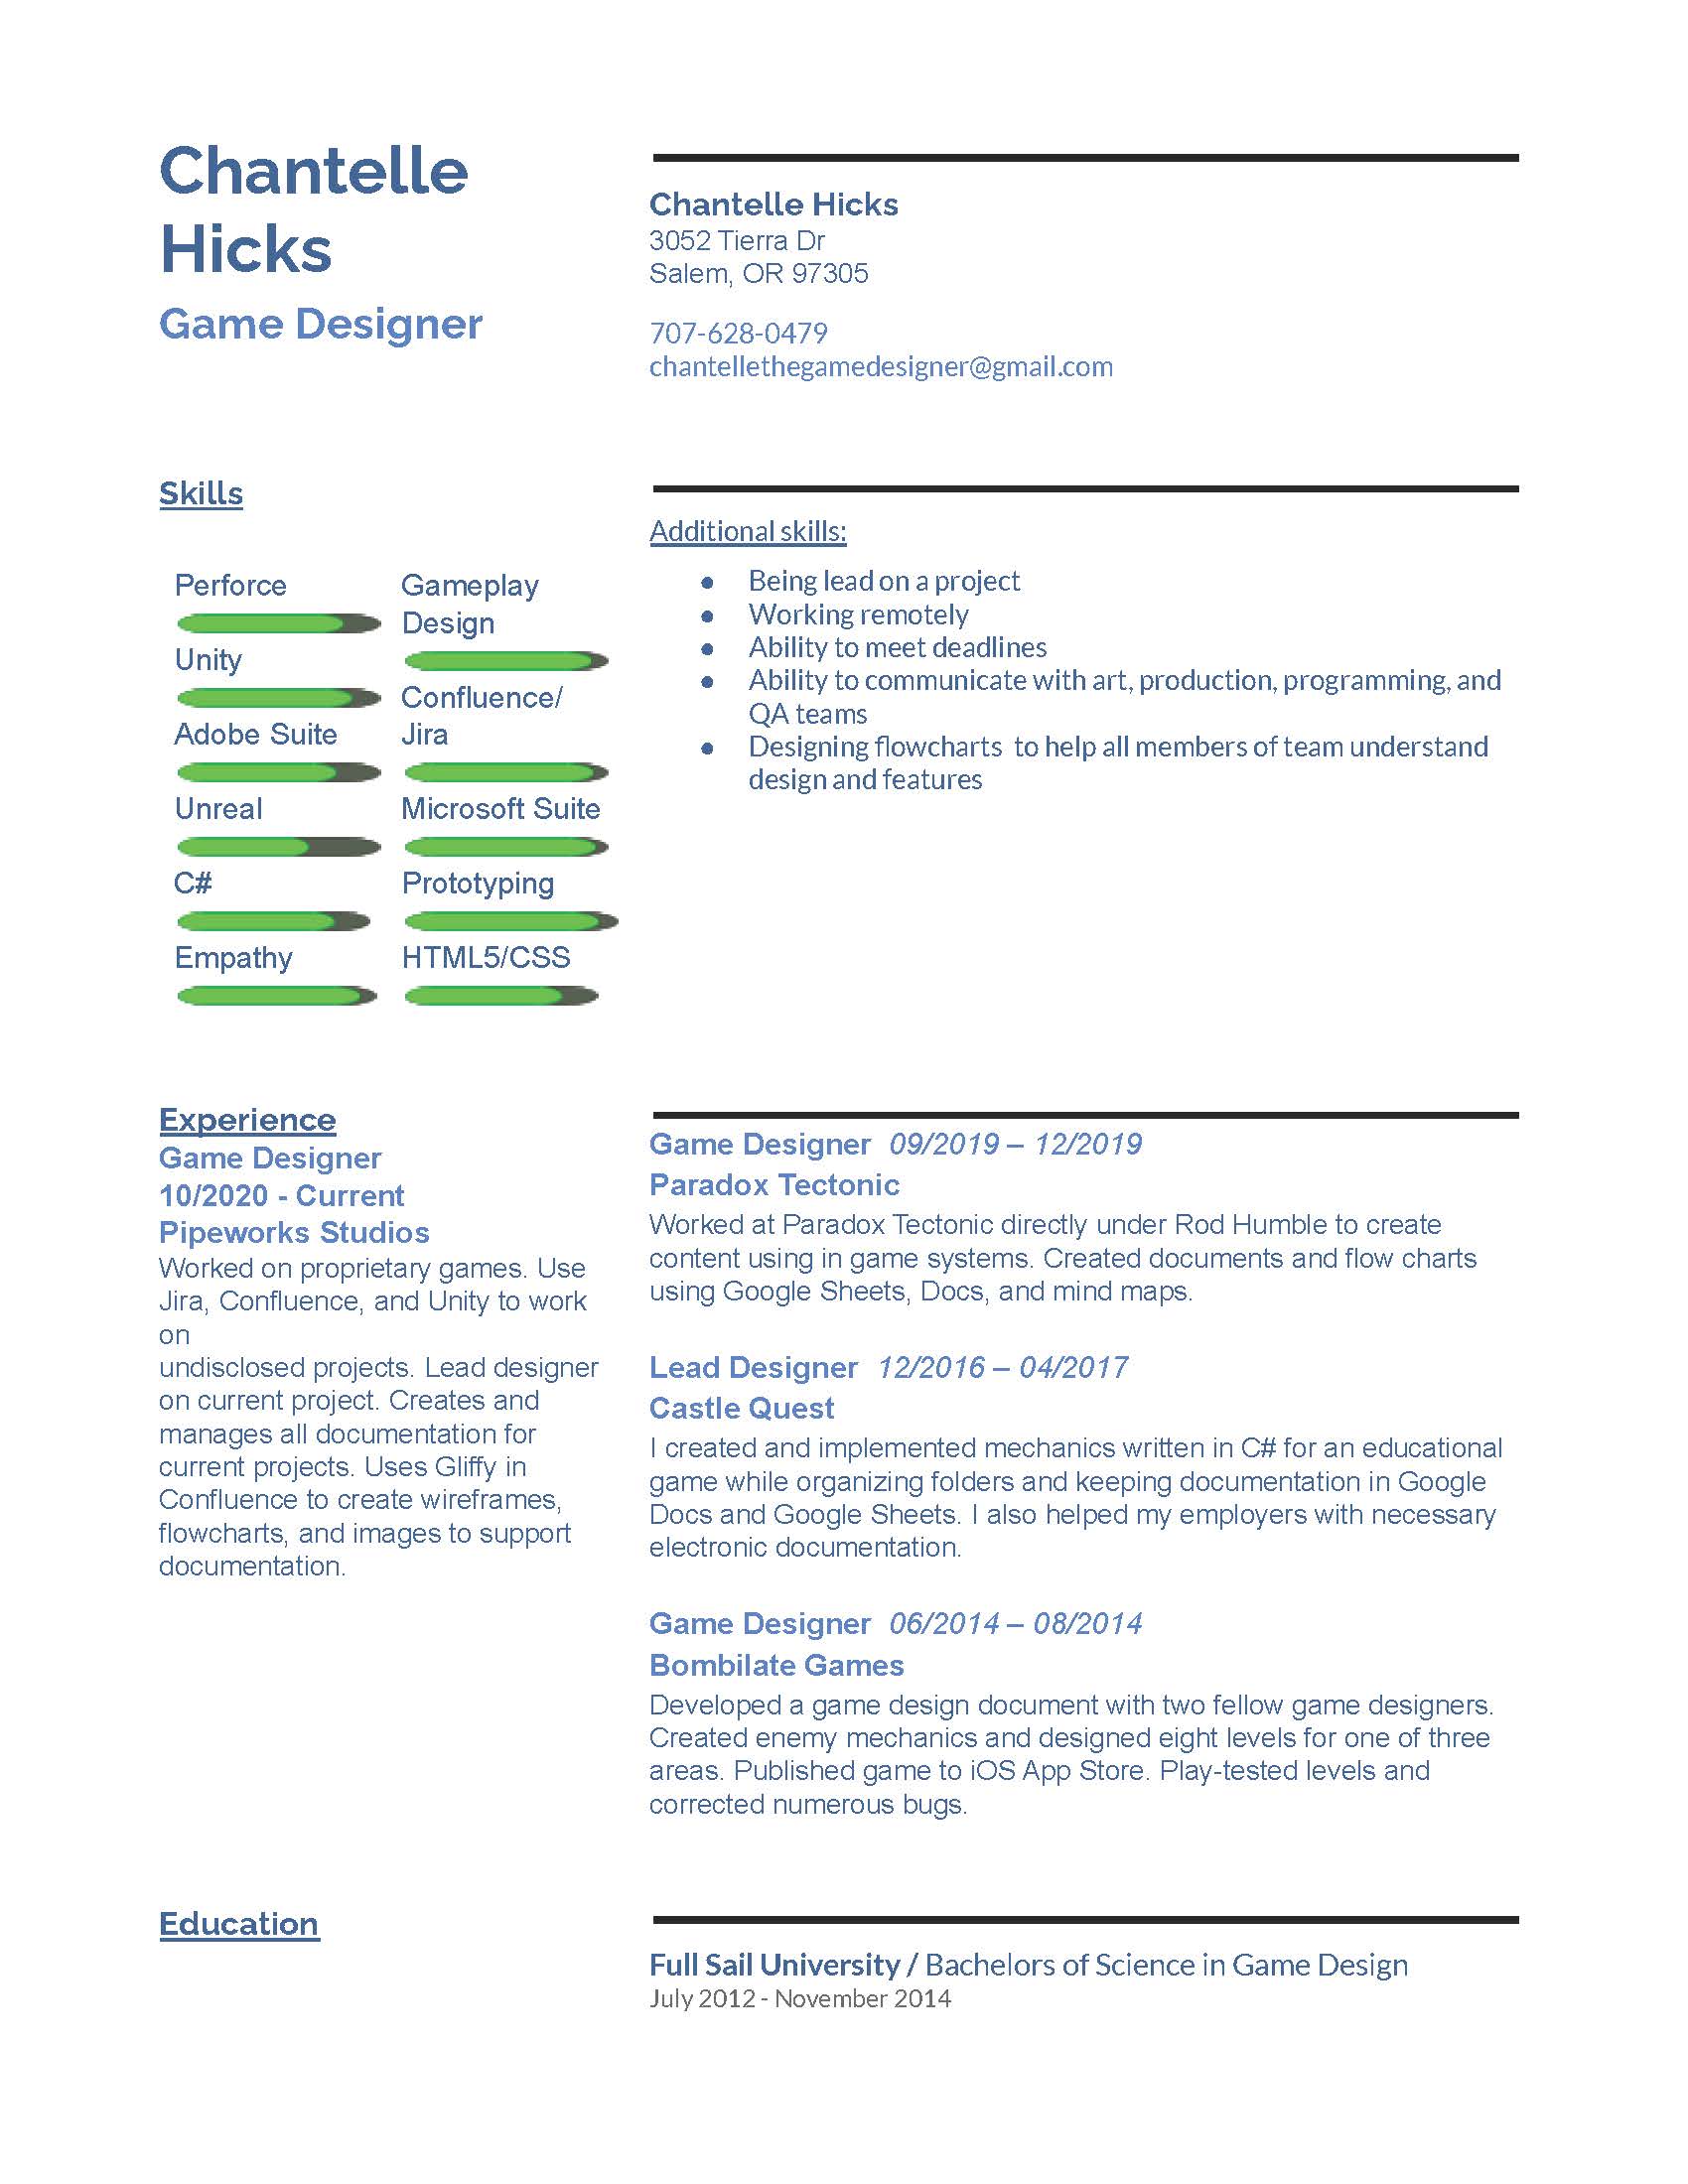 Chantelle
Hicks
Game Designer
Chantelle Hicks
3052 Tierra Dr
Salem, OR 97305
707-628-0479
chantellethegamedesigner@gmail.com
Skills
Perforce
Unity
Adobe Suite
Unreal
C#
Empathy
Gameplay
Design
Confluence/
Jira
Microsoft Suite
Prototyping
HTML5/CSS
Additional skills:
● Being lead on a project
● Working remotely
● Ability to meet deadlines
● Ability to communicate with art, production, programming, and
QA teams
● Designing flowcharts  to help all members of team understand
design and features
Experience
Game Designer
10/2020 - Current
Pipeworks Studios
Worked on proprietary games. Use
Jira, Confluence, and Unity to work
on
undisclosed projects. Lead designer
on current project. Creates and
manages all documentation for
current projects. Uses Gliffy in
Confluence to create wireframes,
flowcharts, and images to support
documentation.
Game Designer 09/2019 – 12/2019
Paradox Tectonic
Worked at Paradox Tectonic directly under Rod Humble to create
content using in game systems. Created documents and flow charts
using Google Sheets, Docs, and mind maps.
Lead Designer 12/2016 – 04/2017
Castle Quest
I created and implemented mechanics written in C# for an educational
game while organizing folders and keeping documentation in Google
Docs and Google Sheets. I also helped my employers with necessary
electronic documentation.
Game Designer 06/2014 – 08/2014
Bombilate Games
Developed a game design document with two fellow game designers.
Created enemy mechanics and designed eight levels for one of three
areas. Published game to iOS App Store. Play-tested levels and
corrected numerous bugs.
Education
Full Sail University / Bachelors of Science in Game Design
July 2012 - November 2014